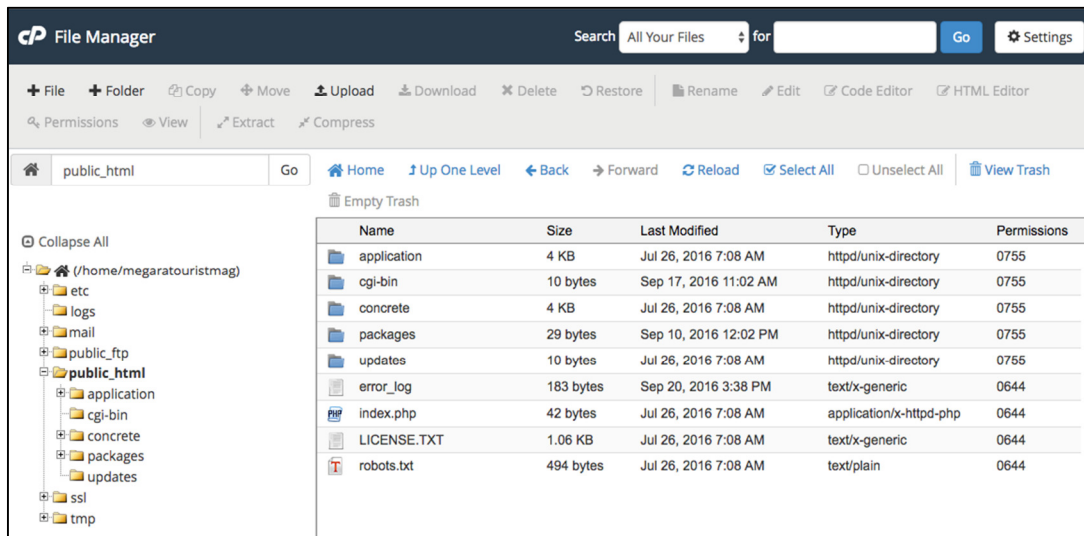 cP File Manager Search All Your Files for Go Settings
File Folder Copy Move Upload Download Delete Restore Rename Edit Code Editor HTML Editor
Permissions View Extract Compress
public_html Go Home Up One Level Back Forward Reload Select All Unselect All View Trash
Empty Trash
Collapse All
(/home/megaratouristmag)
etc
logs
mail
public_ftp
public_html
application
cgi-bin
concrete
packages
updates
ssl
tmp
Name Size Last Modified Type Permissions
application 4 KB Jul 26, 2016 7:08 AM httpd/unix-directory 0755
cgi-bin 10 bytes Sep 17, 2016 11:02 AM httpd/unix-directory 0755
concrete 4 KB Jul 26, 2016 7:08 AM httpd/unix-directory 0755
packages 29 bytes Sep 10, 2016 12:02 PM httpd/unix-directory 0755
updates 10 bytes Jul 26, 2016 7:08 AM httpd/unix-directory 0755
error_log 183 bytes Sep 20, 2016 3:38 PM text/x-generic 0644
PHP index.php 42 bytes Jul 26, 2016 7:08 AM application/x-httpd-php 0644
LICENSE.TXT 1.06 KB Jul 26, 2016 7:08 AM text/x-generic 0644
T robots.txt 494 bytes Jul 26, 2016 7:08 AM text/plain 0644